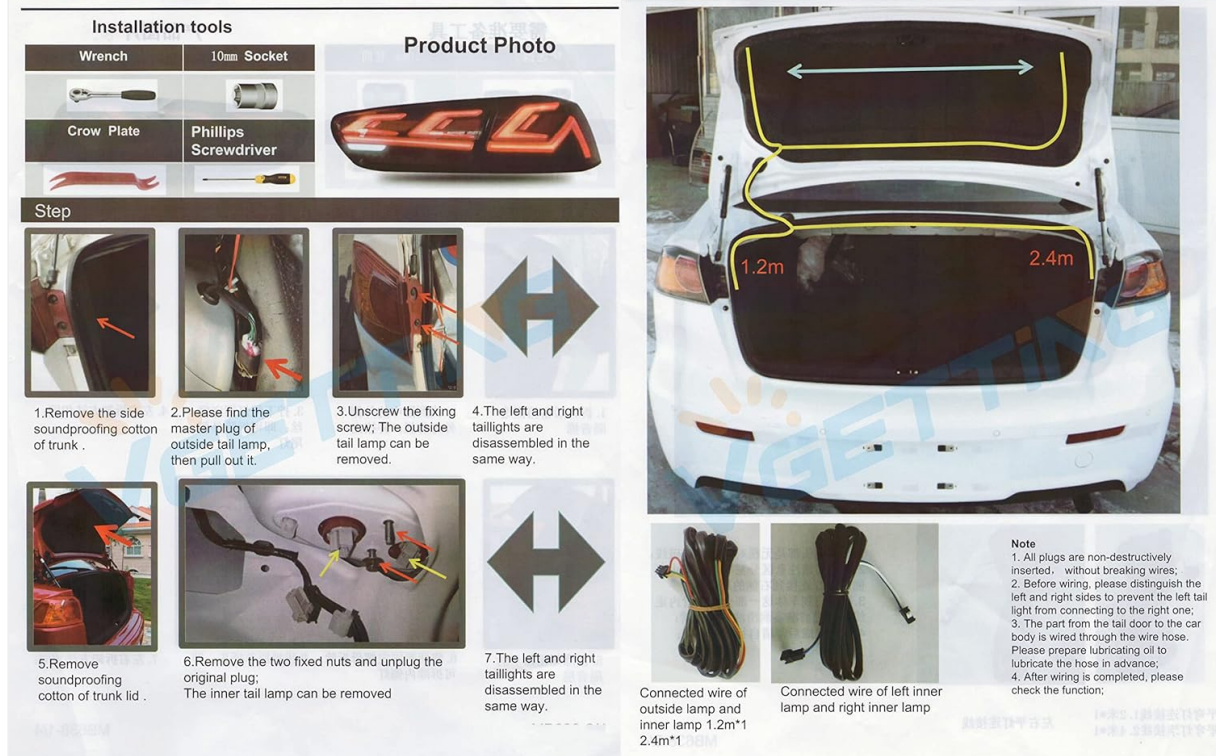 Installation tools
Product Photo
Wrench
10mm Socket
Crow Plate
Phillips
Screwdriver
Step
1.Remove the side
soundproofing cotton
of trunk .
2.Please find the
master plug of
outside tail lamp,
then pull out it.
3.Unscrew the fixing
screw; The outside
tail lamp can be
removed.
4.The left and right
taillights are
disassembled in the
same way.
5.Remove
soundproofing
cotton of trunk lid .
6.Remove the two fixed nuts and unplug the
original plug;
The inner tail lamp can be removed
7.The left and right
taillights are
disassembled in the
same way.
1.2m
2.4m
Connected wire of
outside lamp and
inner lamp 1.2m*1
2.4m*1
Connected wire of left inner
lamp and right inner lamp
Note
1. All plugs are non-destructively
inserted， without breaking wires;
2. Before wiring, please distinguish the
left and right sides to prevent the left tail
light from connecting to the right one;
3. The part from the tail door to the car
body is wired through the wire hose.
Please prepare lubricating oil to
lubricate the hose in advance;
4. After wiring is completed, please
check the function;
VGETTING
VGETTING